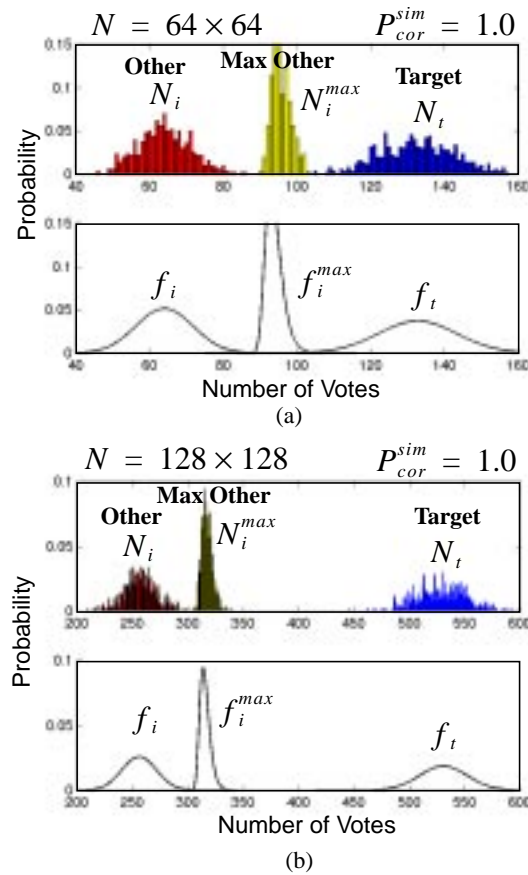 N = 64 × 64 P_{cor}^{sim} = 1.0
Other Max Other Target
N_i N_i^{max} N_t
0.15
0.1
0.05
0
40 60 80 100 120 140 160
Probability
0.15
0.1
0.05
0
f_i f_i^{max} f_t
40 60 80 100 120 140 160
Number of Votes
(a)
N = 128 × 128 P_{cor}^{sim} = 1.0
Other Max Other Target
N_i N_i^{max} N_t
0.1
0.05
0
200 250 300 350 400 450 500 550 600
Probability
0.1
0.05
0
f_i f_i^{max} f_t
200 250 300 350 400 450 500 550 600
Number of Votes
(b)